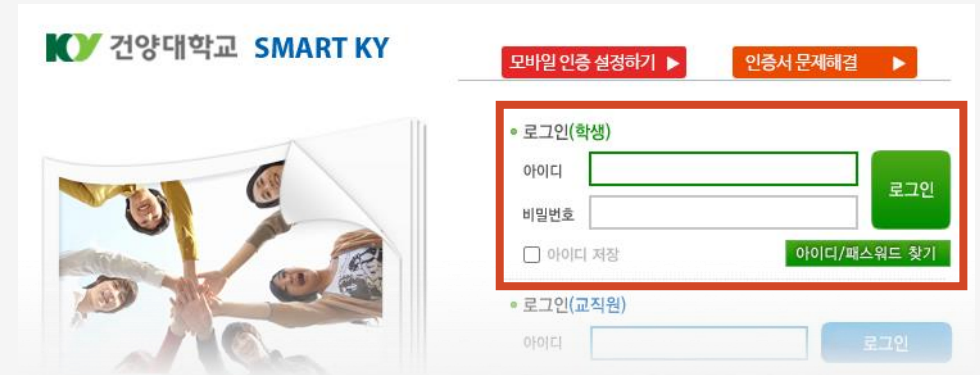 KY 건양대학교 SMART KY
모바일 인증 설정하기 ▶
인증서 문제해결 ▶
로그인(학생)
아이디
비밀번호
로그인
아이디 저장
아이디/패스워드 찾기
로그인(교직원)
아이디
로그인